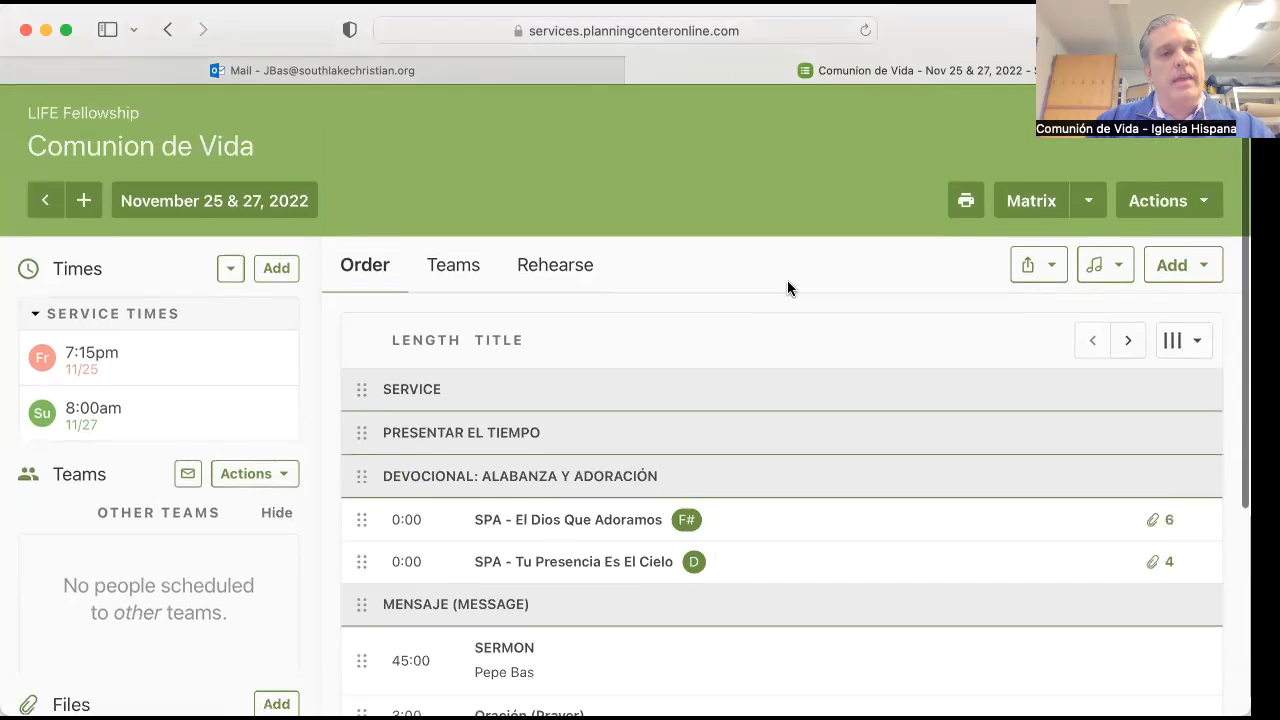 services.planningcenteronline.com
Mail - JBas@southlakechristian.org
Comunion de Vida - Nov 25 & 27, 2022 - S
Comunión de Vida - Iglesia Hispana
LIFE Fellowship
Comunion de Vida
November 25 & 27, 2022
Matrix
Actions
Times
Add
SERVICE TIMES
Fr
7:15pm
11/25
Su
8:00am
11/27
Teams
Actions
OTHER TEAMS
Hide
No people scheduled
to other teams.
Files
Add
Order
Teams
Rehearse
Add
LENGTH TITLE
SERVICE
PRESENTAR EL TIEMPO
DEVOCIONAL: ALABANZA Y ADORACIÓN
0:00 SPA - El Dios Que Adoramos F# 6
0:00 SPA - Tu Presencia Es El Cielo D 4
MENSAJE (MESSAGE)
SERMON
45:00
Pepe Bas
3:00 Oración (Prayer)